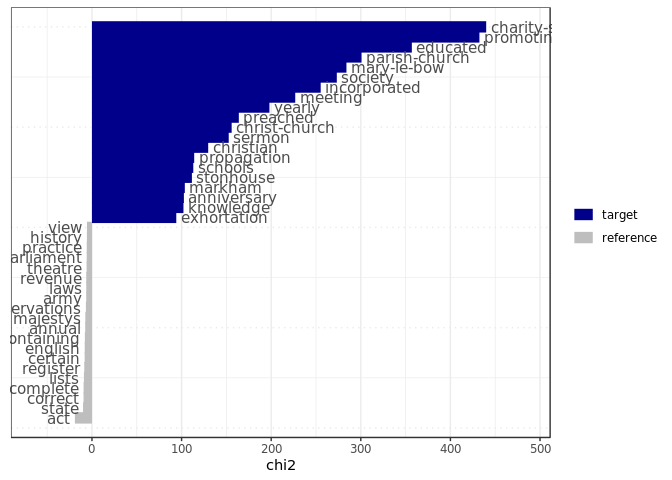 charity-s
promotin
educated
parish-church
mary-le-bow
society
incorporated
meeting
yearly
preached
christ-church
sermon
christian
propagation
schools
stonhouse
markham
anniversary
knowledge
exhortation
view
history
practice
arliament
theatre
revenue
laws
army
ervations
majestys
annual
ontaining
english
certain
register
lists
complete
correct
state
act
target
reference
0 100 200 300 400 500
chi2